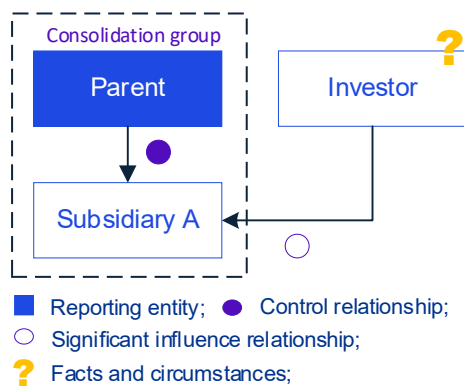 Consolidation group
Parent
Investor
?
Subsidiary A
Reporting entity; Control relationship;
Significant influence relationship;
? Facts and circumstances;